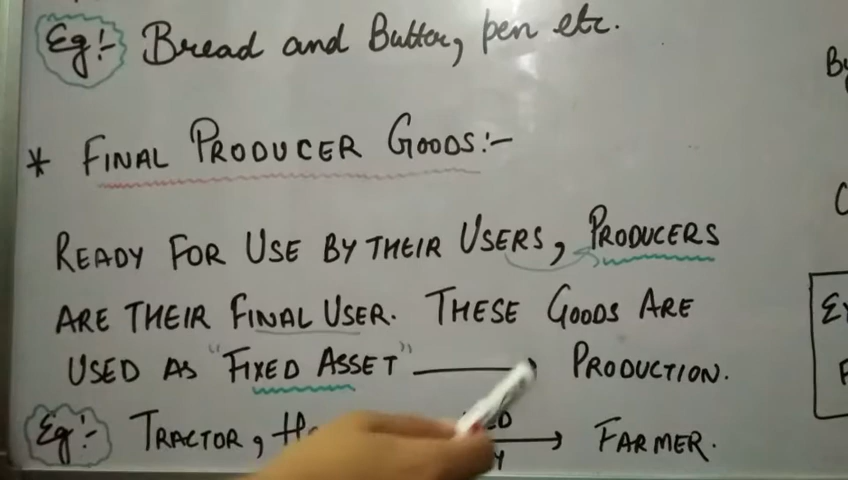 Eg:- Bread and Butter, pen etc.
* FINAL PRODUCER GOODS:-
READY FOR USE BY THEIR USERS, PRODUCERS
ARE THEIR FINAL USER. THESE GOODS ARE
USED AS "FIXED ASSET" → PRODUCTION.
Eg:- TRACTOR, → FARMER.